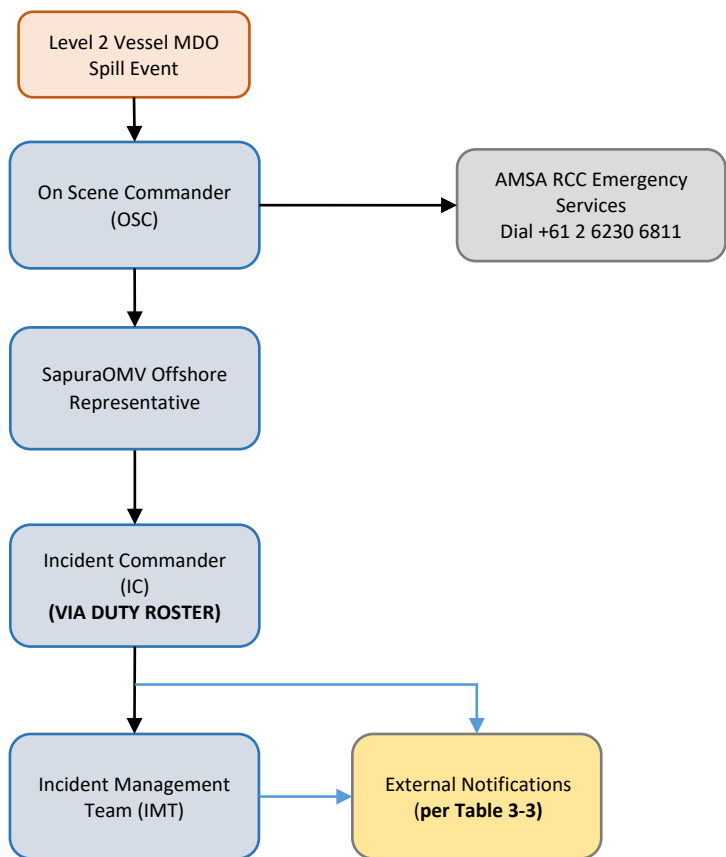 Level 2 Vessel MDO
Spill Event
On Scene Commander
(OSC)
AMSA RCC Emergency
Services
Dial +61 2 6230 6811
SapuraOMV Offshore
Representative
Incident Commander
(IC)
(VIA DUTY ROSTER)
Incident Management
Team (IMT)
External Notifications
(per Table 3-3)